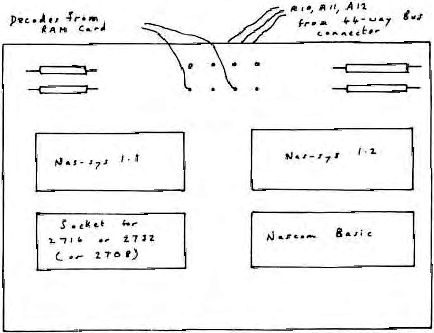 Decodes from
RAM Card
A10, A11, A12
from 44-way Bus
connector
Nas-sys 1.1
Nas-sys 1.2
Socket for
2716 or 2732
(or 2708)
Nascom Basic